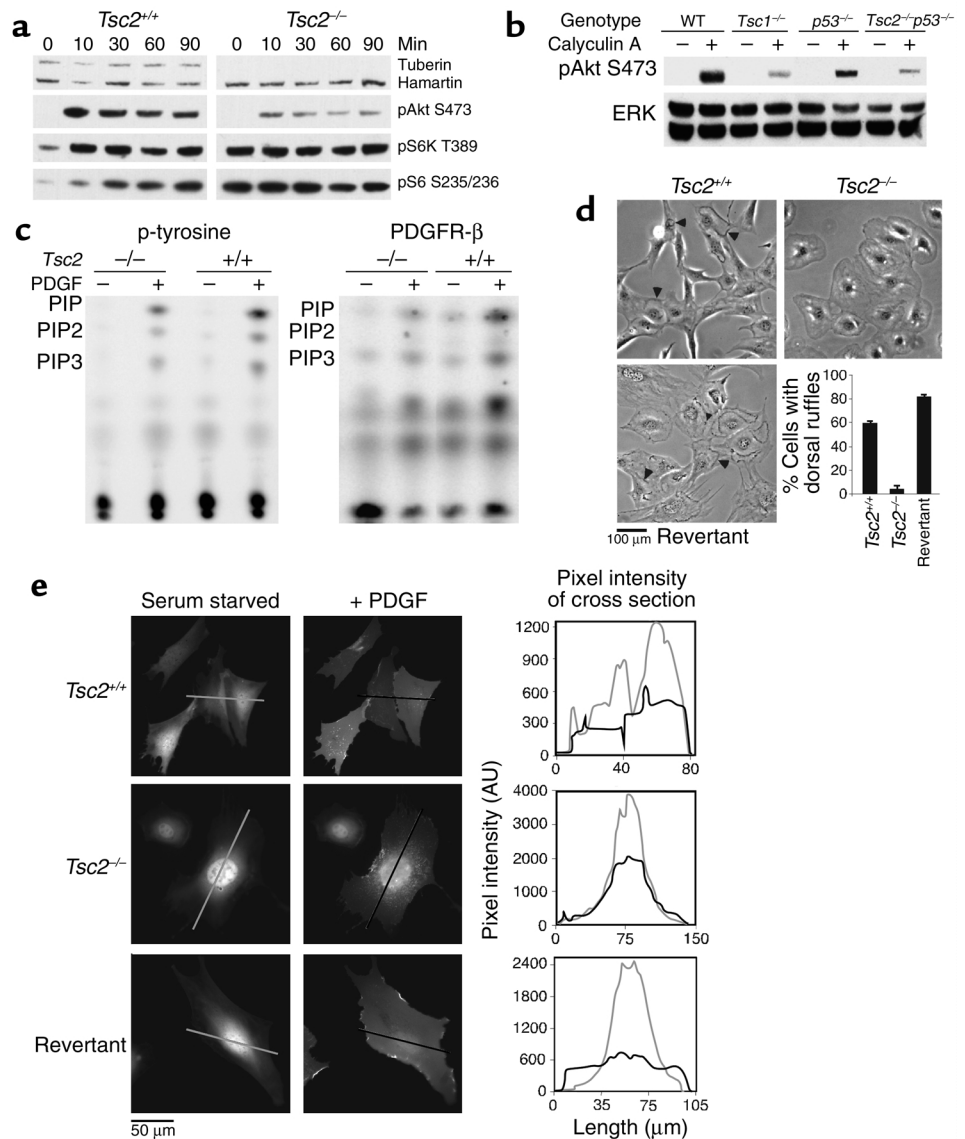 a
Tsc2+/+ Tsc2–/–
0 10 30 60 90 0 10 30 60 90 Min
Tuberin
Hamartin
pAkt S473
pS6K T389
pS6 S235/236
b
Genotype WT Tsc1–/– p53–/– Tsc2–/–p53–/–
Calyculin A – + – + – + – +
pAkt S473
ERK
c
p-tyrosine
Tsc2 –/– +/+
PDGF – + – +
PIP
PIP2
PIP3
PDGFR-β
–/– +/+
– + – +
PIP
PIP2
PIP3
d
Tsc2+/+ Tsc2–/–
100 μm Revertant
% Cells with
dorsal ruffles
100
80
60
40
20
0
Tsc2+/+
Tsc2–/–
Revertant
e
Serum starved + PDGF
Pixel intensity
of cross section
Tsc2+/+
Tsc2–/–
Revertant
50 μm
Pixel intensity (AU)
1200
900
600
300
0
0 40 80
4000
3000
2000
1000
0
0 75 150
2400
1800
1200
600
0
0 35 75 105
Length (μm)